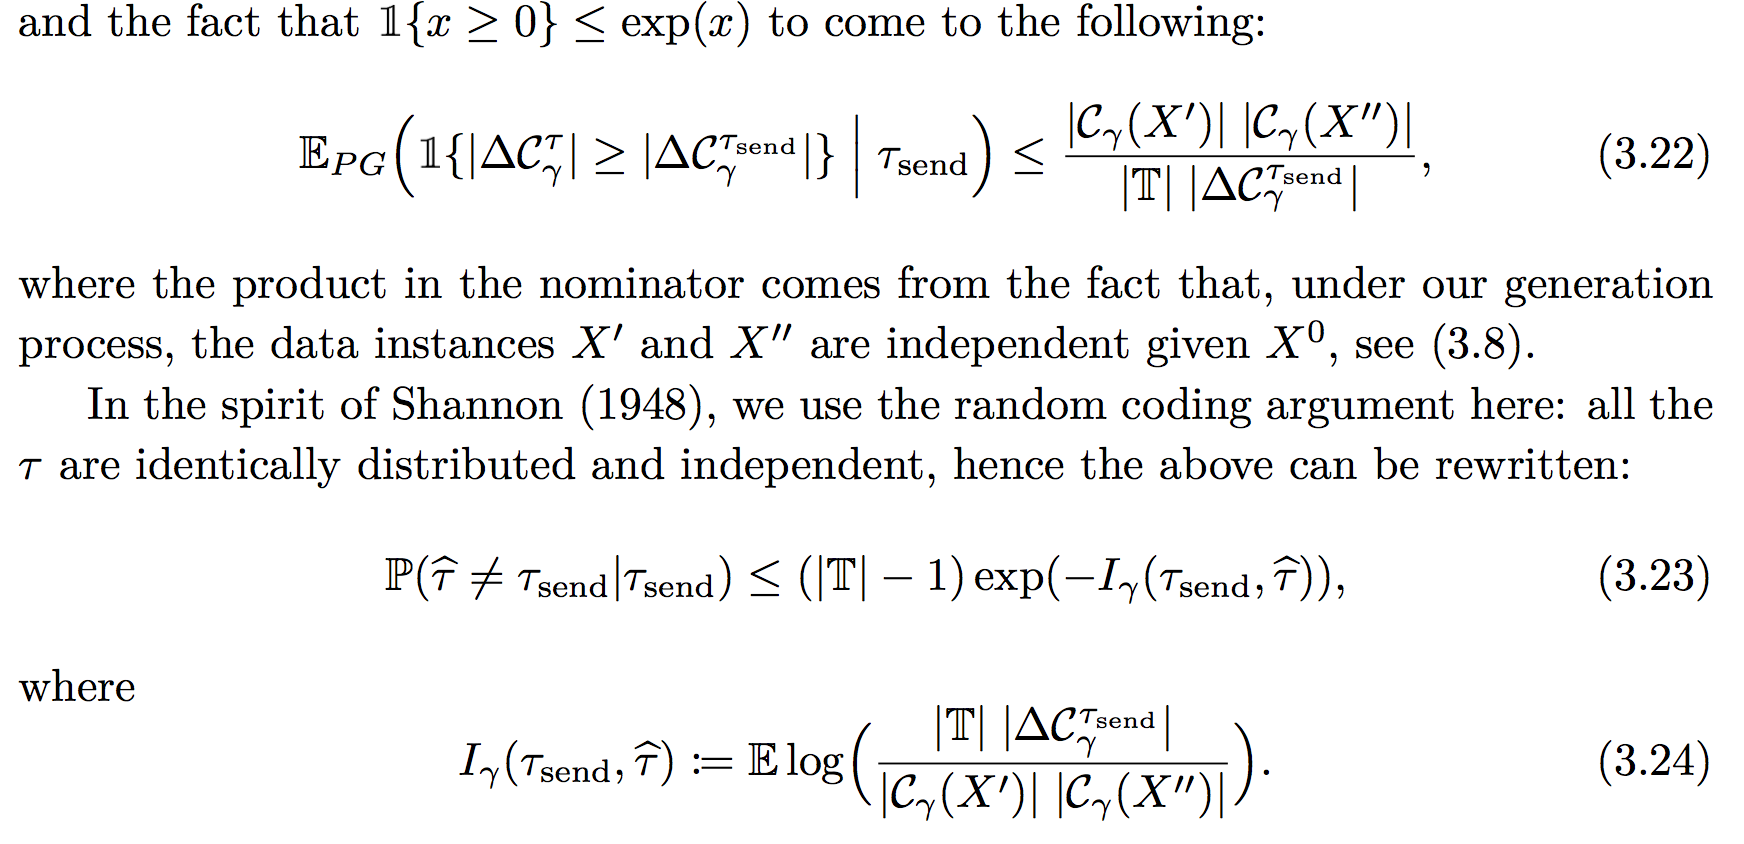 and the fact that 𝟙{x ≥ 0} ≤ exp(x) to come to the following:
𝔼_{PG}(𝟙{|Δ𝒞_γ^τ| ≥ |Δ𝒞_γ^{τ_send}|} | τ_send) ≤ \frac{|𝒞_γ(X′)| |𝒞_γ(X″)|}{|𝕋| |Δ𝒞_γ^{τ_send}|}, (3.22)
where the product in the nominator comes from the fact that, under our generation
process, the data instances X′ and X″ are independent given X⁰, see (3.8).
In the spirit of Shannon (1948), we use the random coding argument here: all the
τ are identically distributed and independent, hence the above can be rewritten:
ℙ(τ̂ ≠ τ_send|τ_send) ≤ (|𝕋| − 1) exp(−I_γ(τ_send, τ̂)), (3.23)
where
I_γ(τ_send, τ̂) ≔ 𝔼 log(\frac{|𝕋| |Δ𝒞_γ^{τ_send}|}{|𝒞_γ(X′)| |𝒞_γ(X″)|}). (3.24)